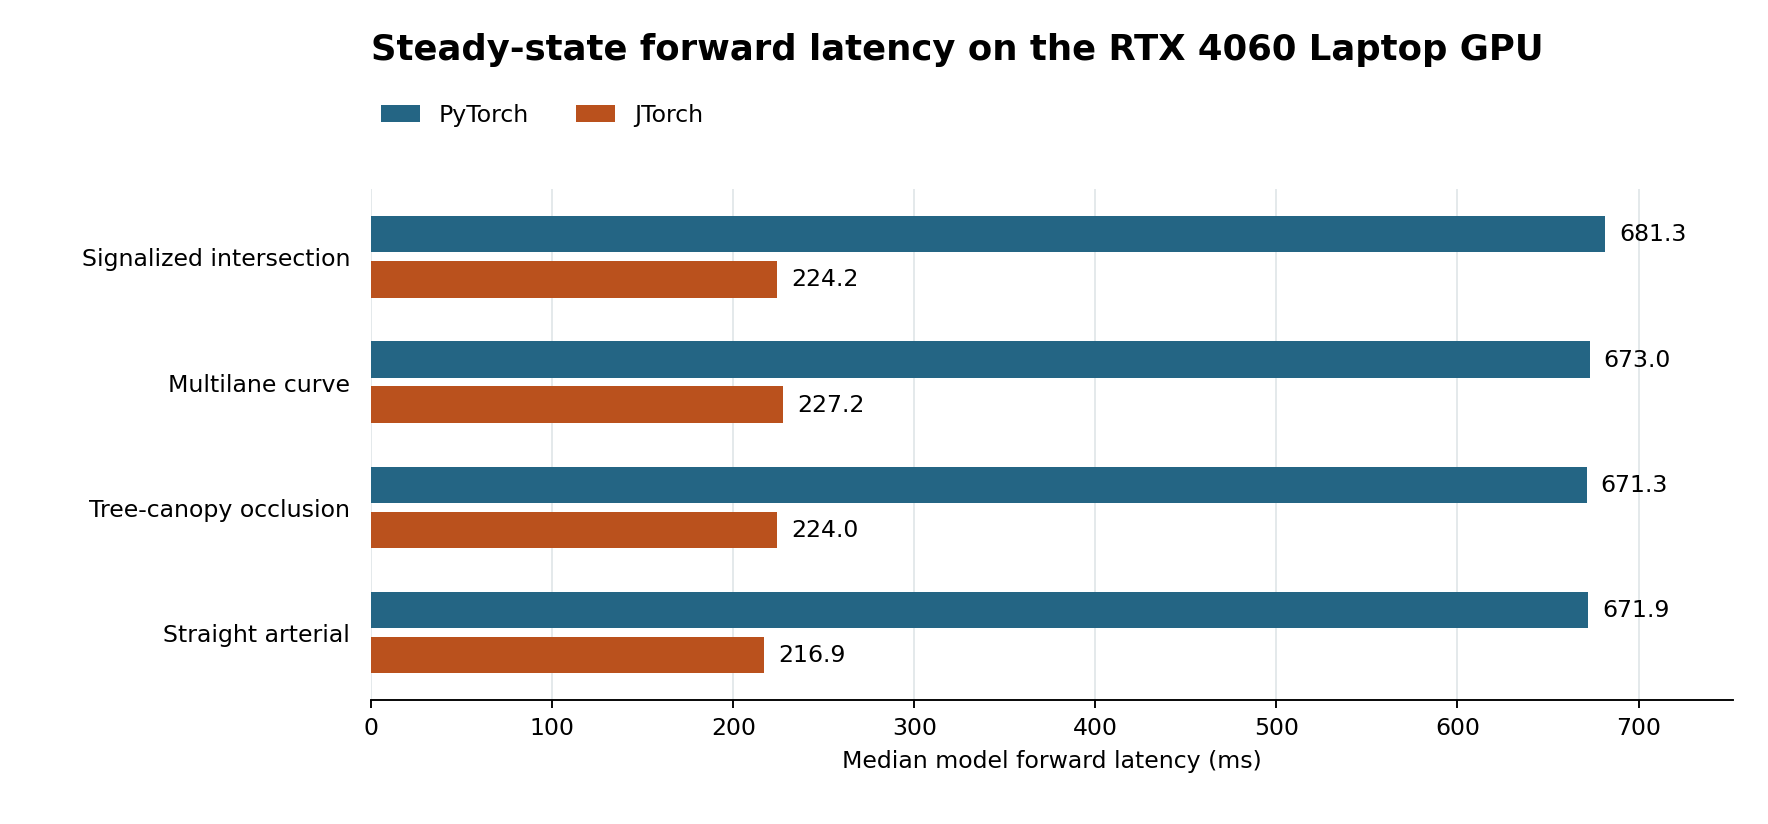 Steady-state forward latency on the RTX 4060 Laptop GPU
PyTorch JTorch
Signalized intersection
681.3
224.2
Multilane curve
673.0
227.2
Tree-canopy occlusion
671.3
224.0
Straight arterial
671.9
216.9
0 100 200 300 400 500 600 700
Median model forward latency (ms)